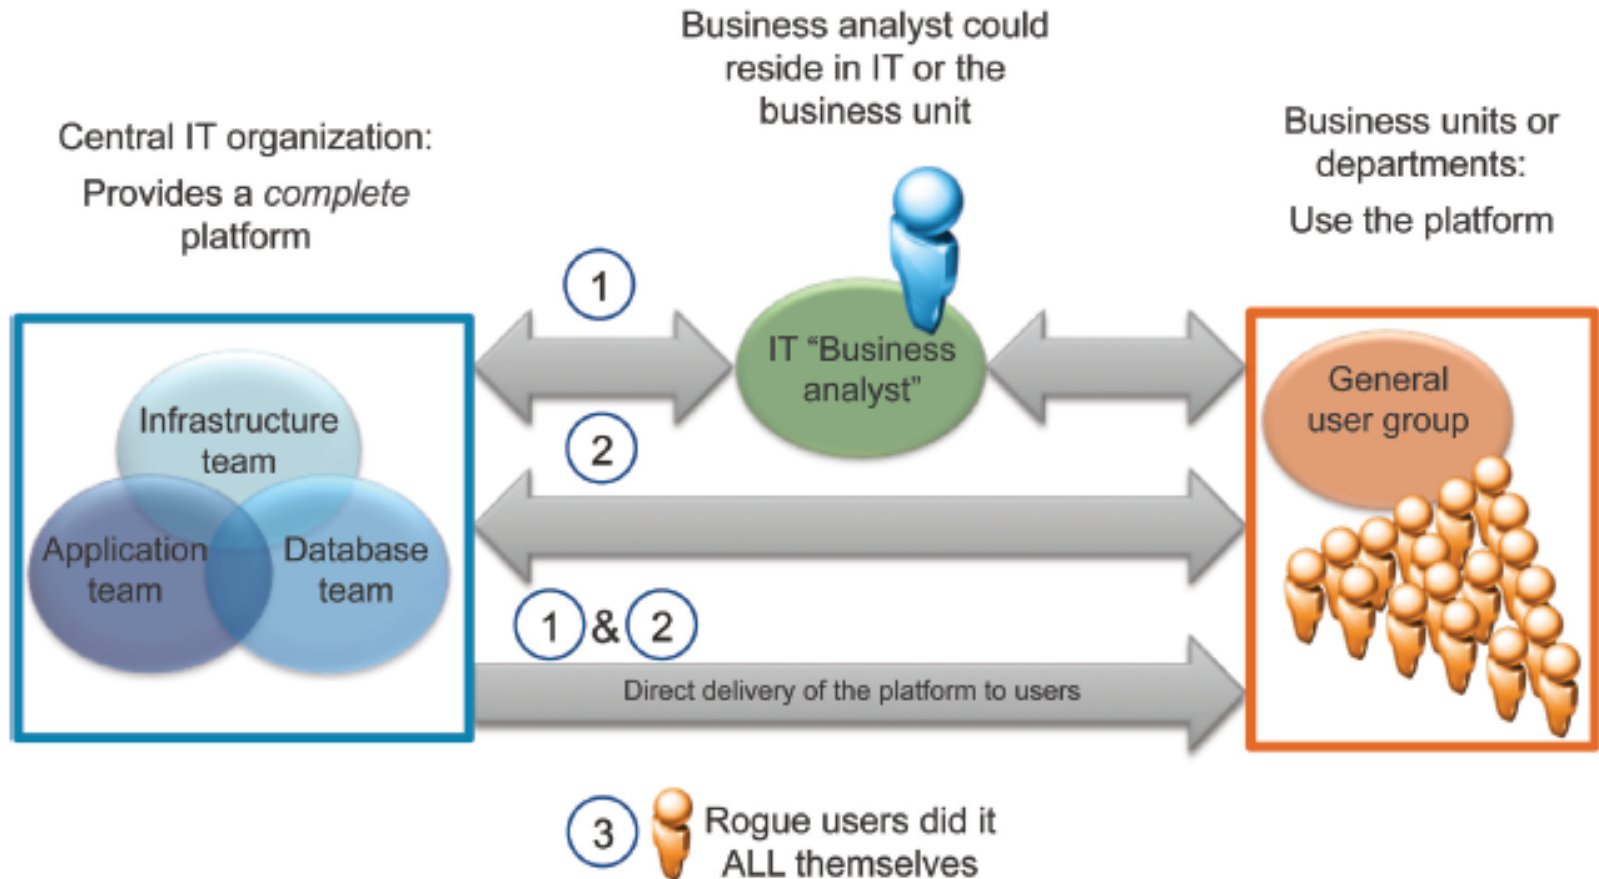 Business analyst could
reside in IT or the
business unit
Central IT organization:
Provides a complete
platform
Business units or
departments:
Use the platform
1
IT “Business
analyst”
General
user group
Infrastructure
team
2
Application
team
Database
team
1 & 2
Direct delivery of the platform to users
3
Rogue users did it
ALL themselves